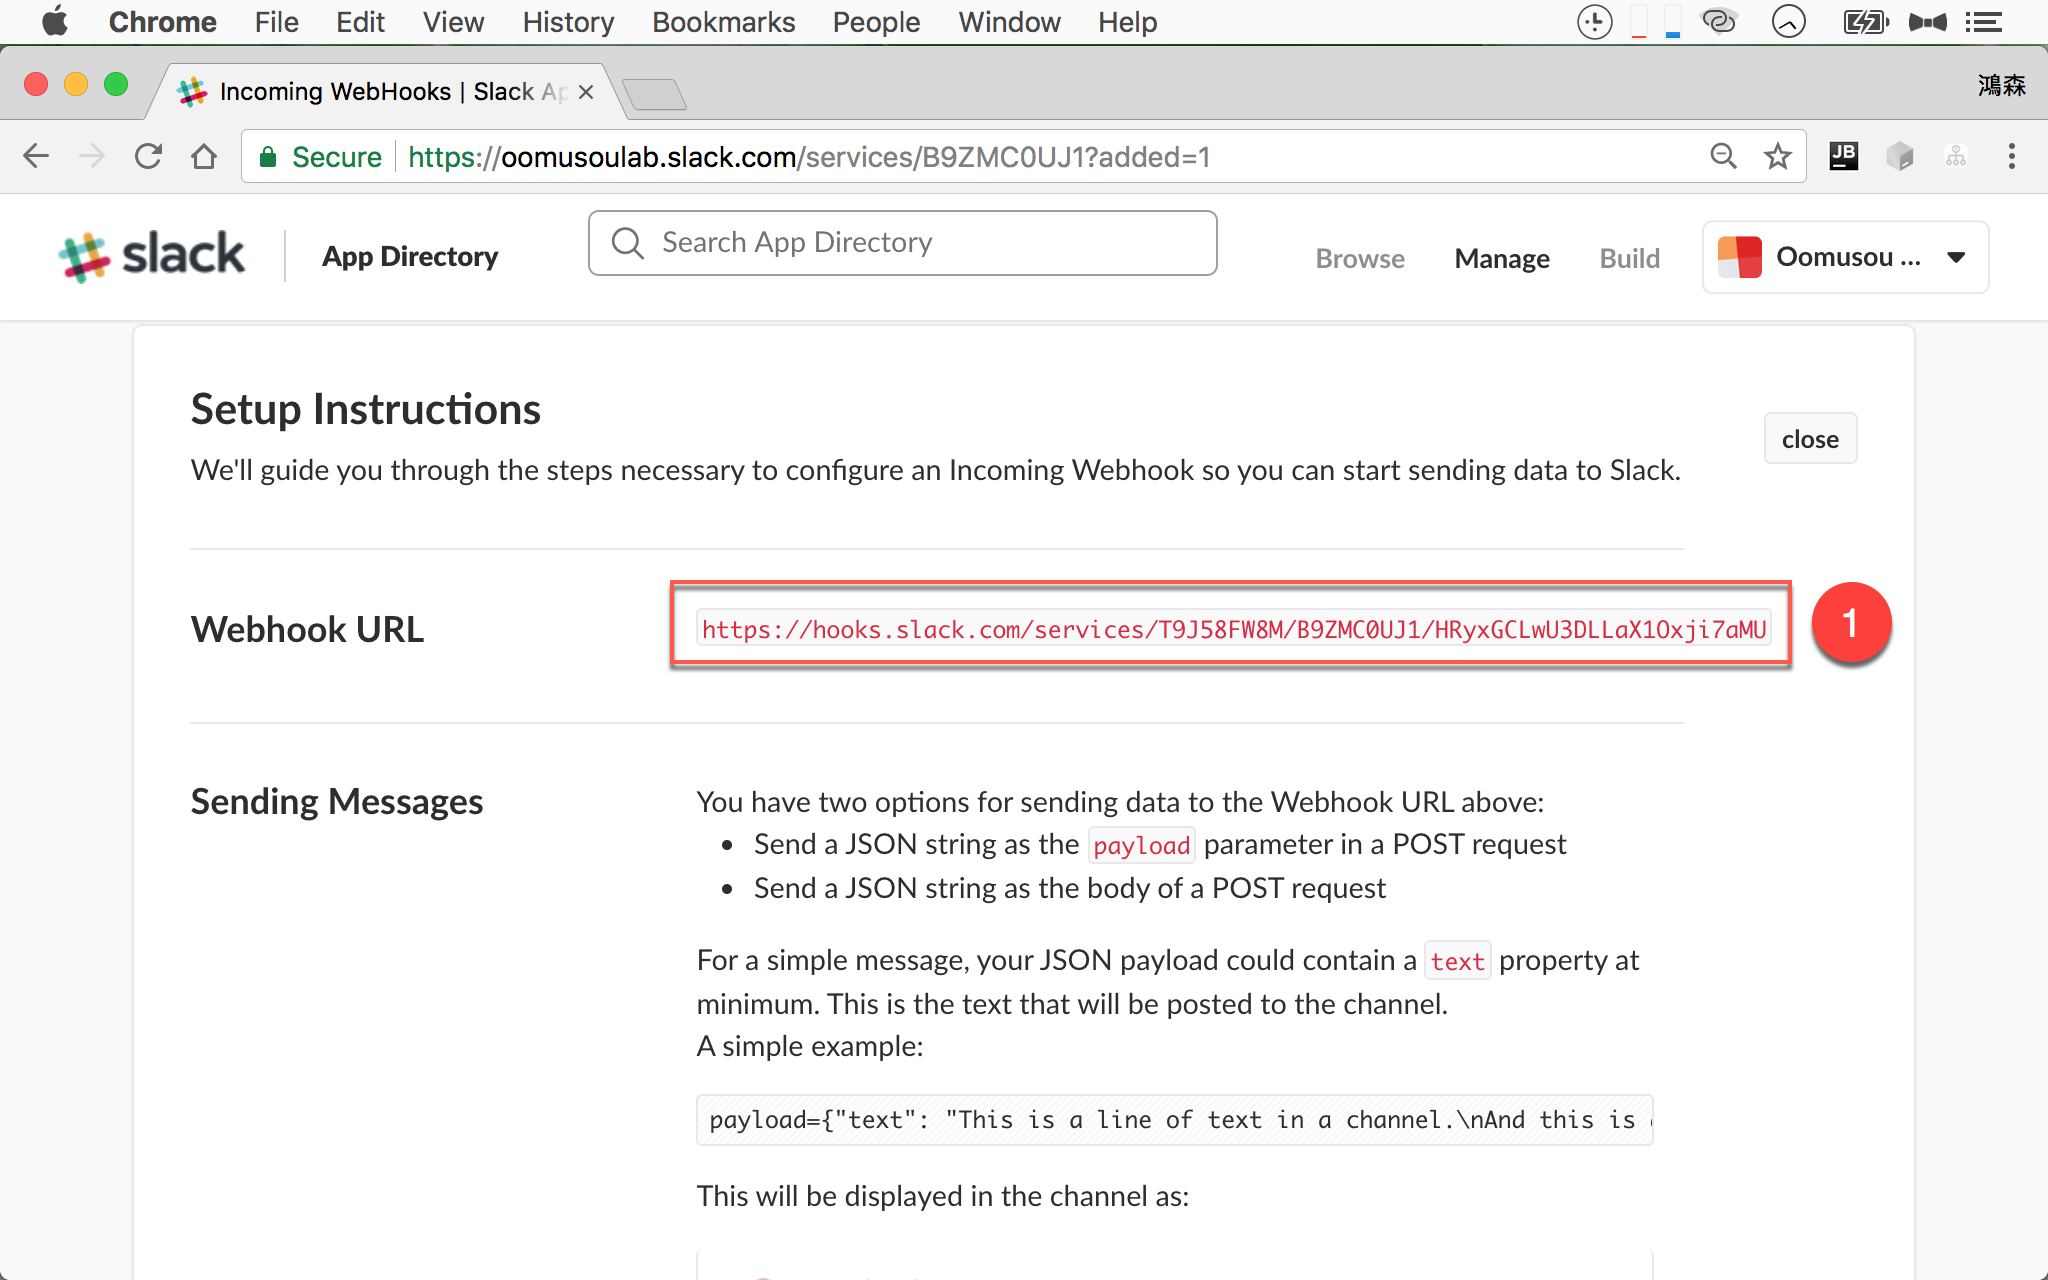 Chrome File Edit View History Bookmarks People Window Help
Incoming WebHooks | Slack Ap
鴻森
Secure https://oomusoulab.slack.com/services/B9ZMC0UJ1?added=1
JB
slack App Directory Search App Directory Browse Manage Build Oomusou ...
Setup Instructions
close
We'll guide you through the steps necessary to configure an Incoming Webhook so you can start sending data to Slack.
Webhook URL https://hooks.slack.com/services/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 1
Sending Messages You have two options for sending data to the Webhook URL above:
• Send a JSON string as the payload parameter in a POST request
• Send a JSON string as the body of a POST request
For a simple message, your JSON payload could contain a text property at
minimum. This is the text that will be posted to the channel.
A simple example:
payload={"text": "This is a line of text in a channel.\nAnd this is
This will be displayed in the channel as: